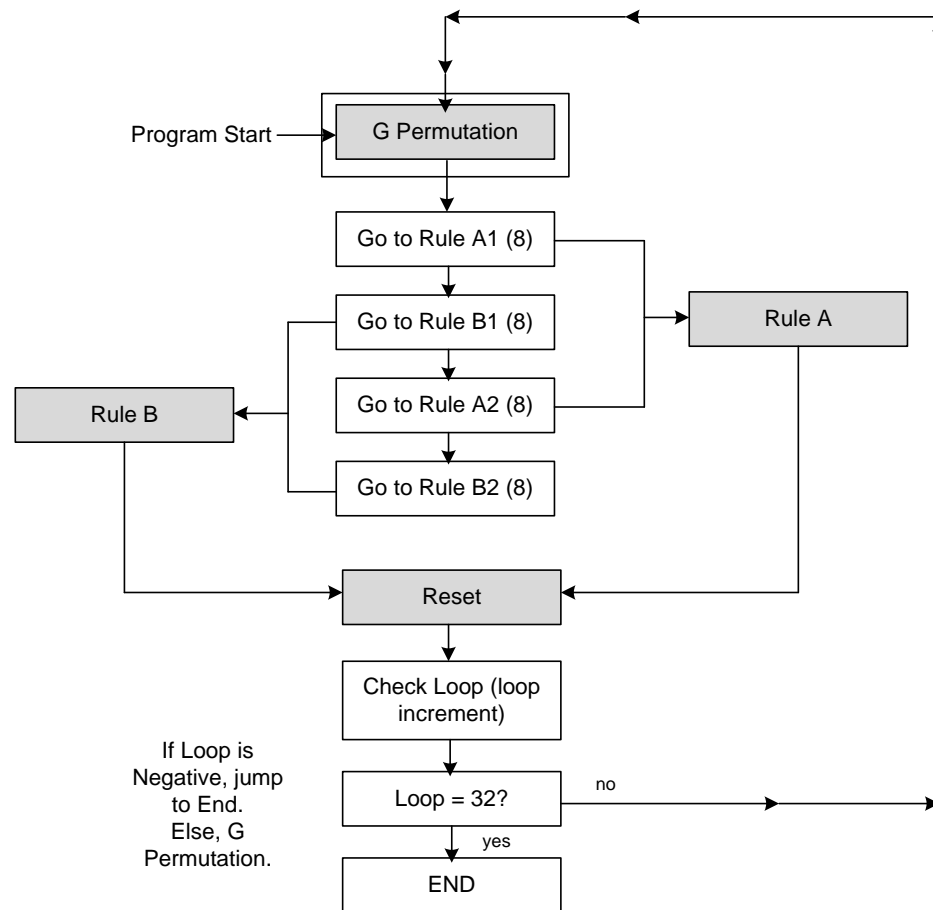 Program Start
G Permutation
Go to Rule A1 (8)
Go to Rule B1 (8)
Rule A
Go to Rule A2 (8)
Rule B
Go to Rule B2 (8)
Reset
Check Loop (loop
increment)
If Loop is
Negative, jump
to End.
Else, G
Permutation.
Loop = 32?
no
yes
END